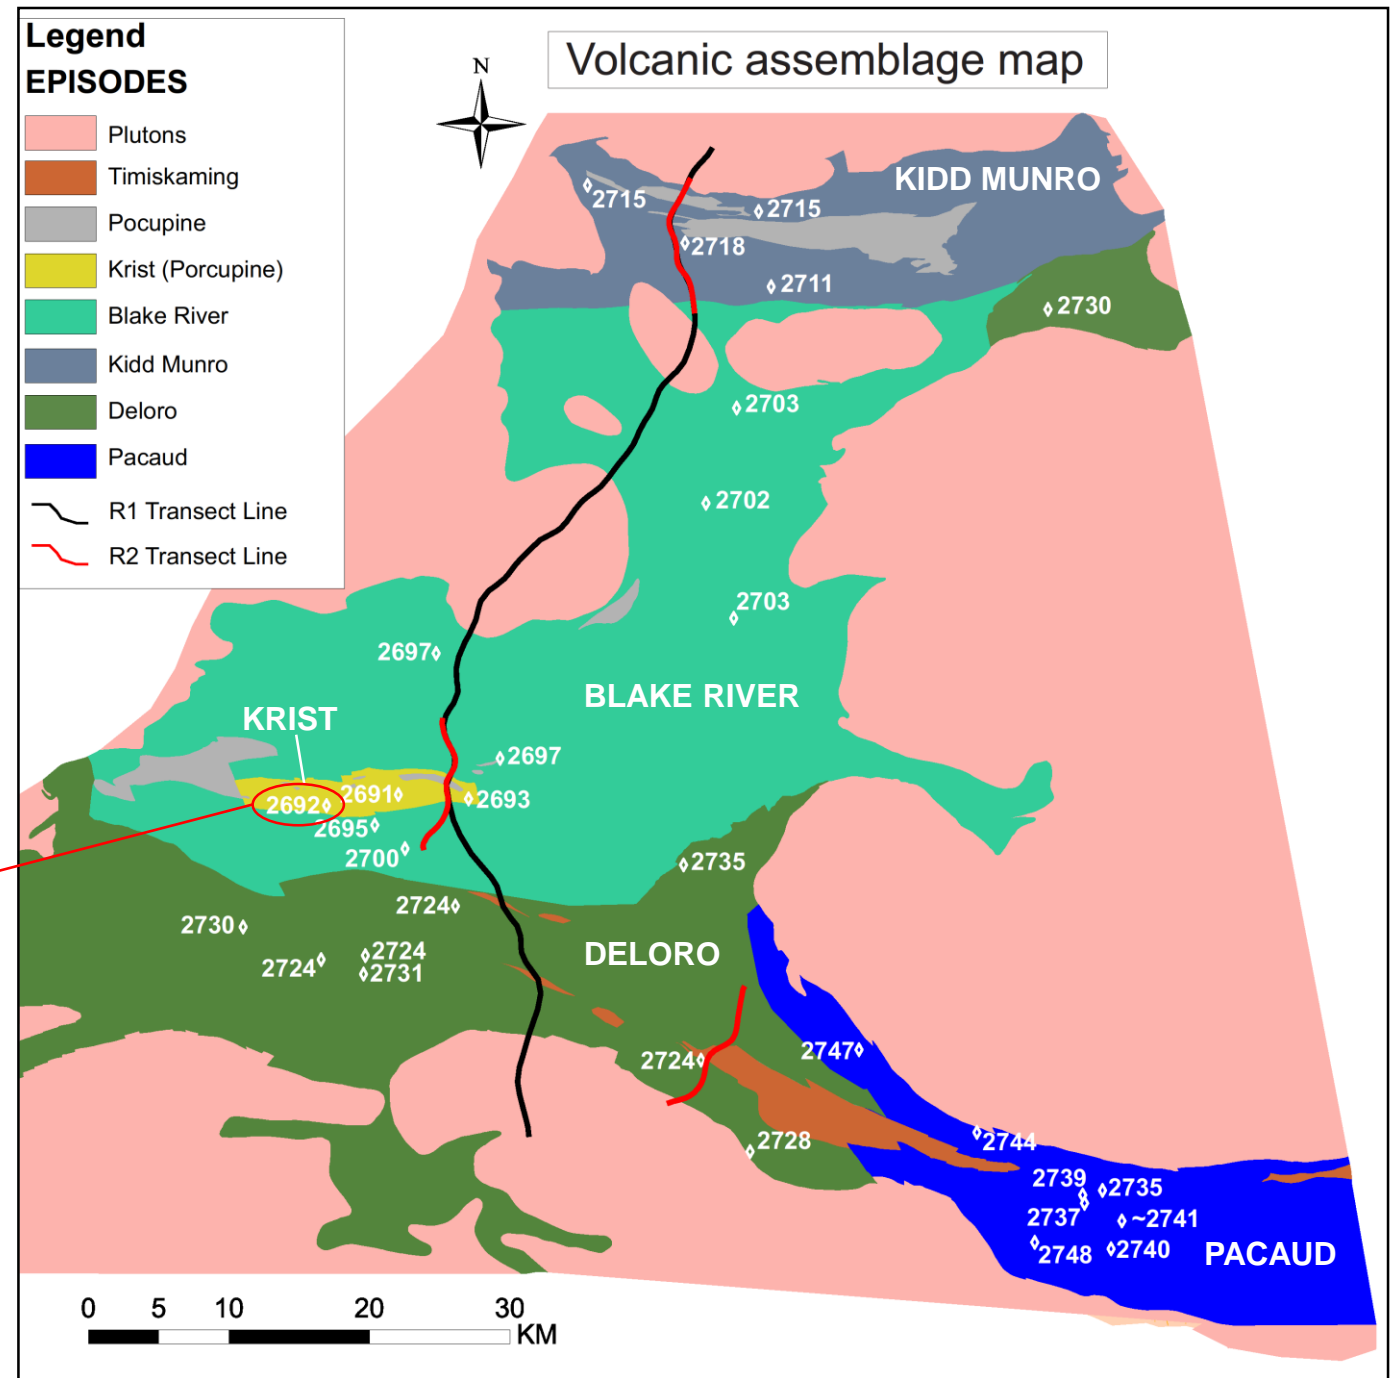 Legend
EPISODES
Plutons
Timiskaming
Pocupine
Krist (Porcupine)
Blake River
Kidd Munro
Deloro
Pacaud
R1 Transect Line
R2 Transect Line
Volcanic assemblage map
N
KIDD MUNRO
2715
2715
2718
2711
2730
2703
2702
2703
2697
BLAKE RIVER
KRIST
2697
2692
2691
2693
2695
2700
2735
2724
2730
2724
2724
2731
DELORO
2724
2747
2728
2744
2739
2735
2737
~2741
2748
2740
PACAUD
0 5 10 20 30
KM